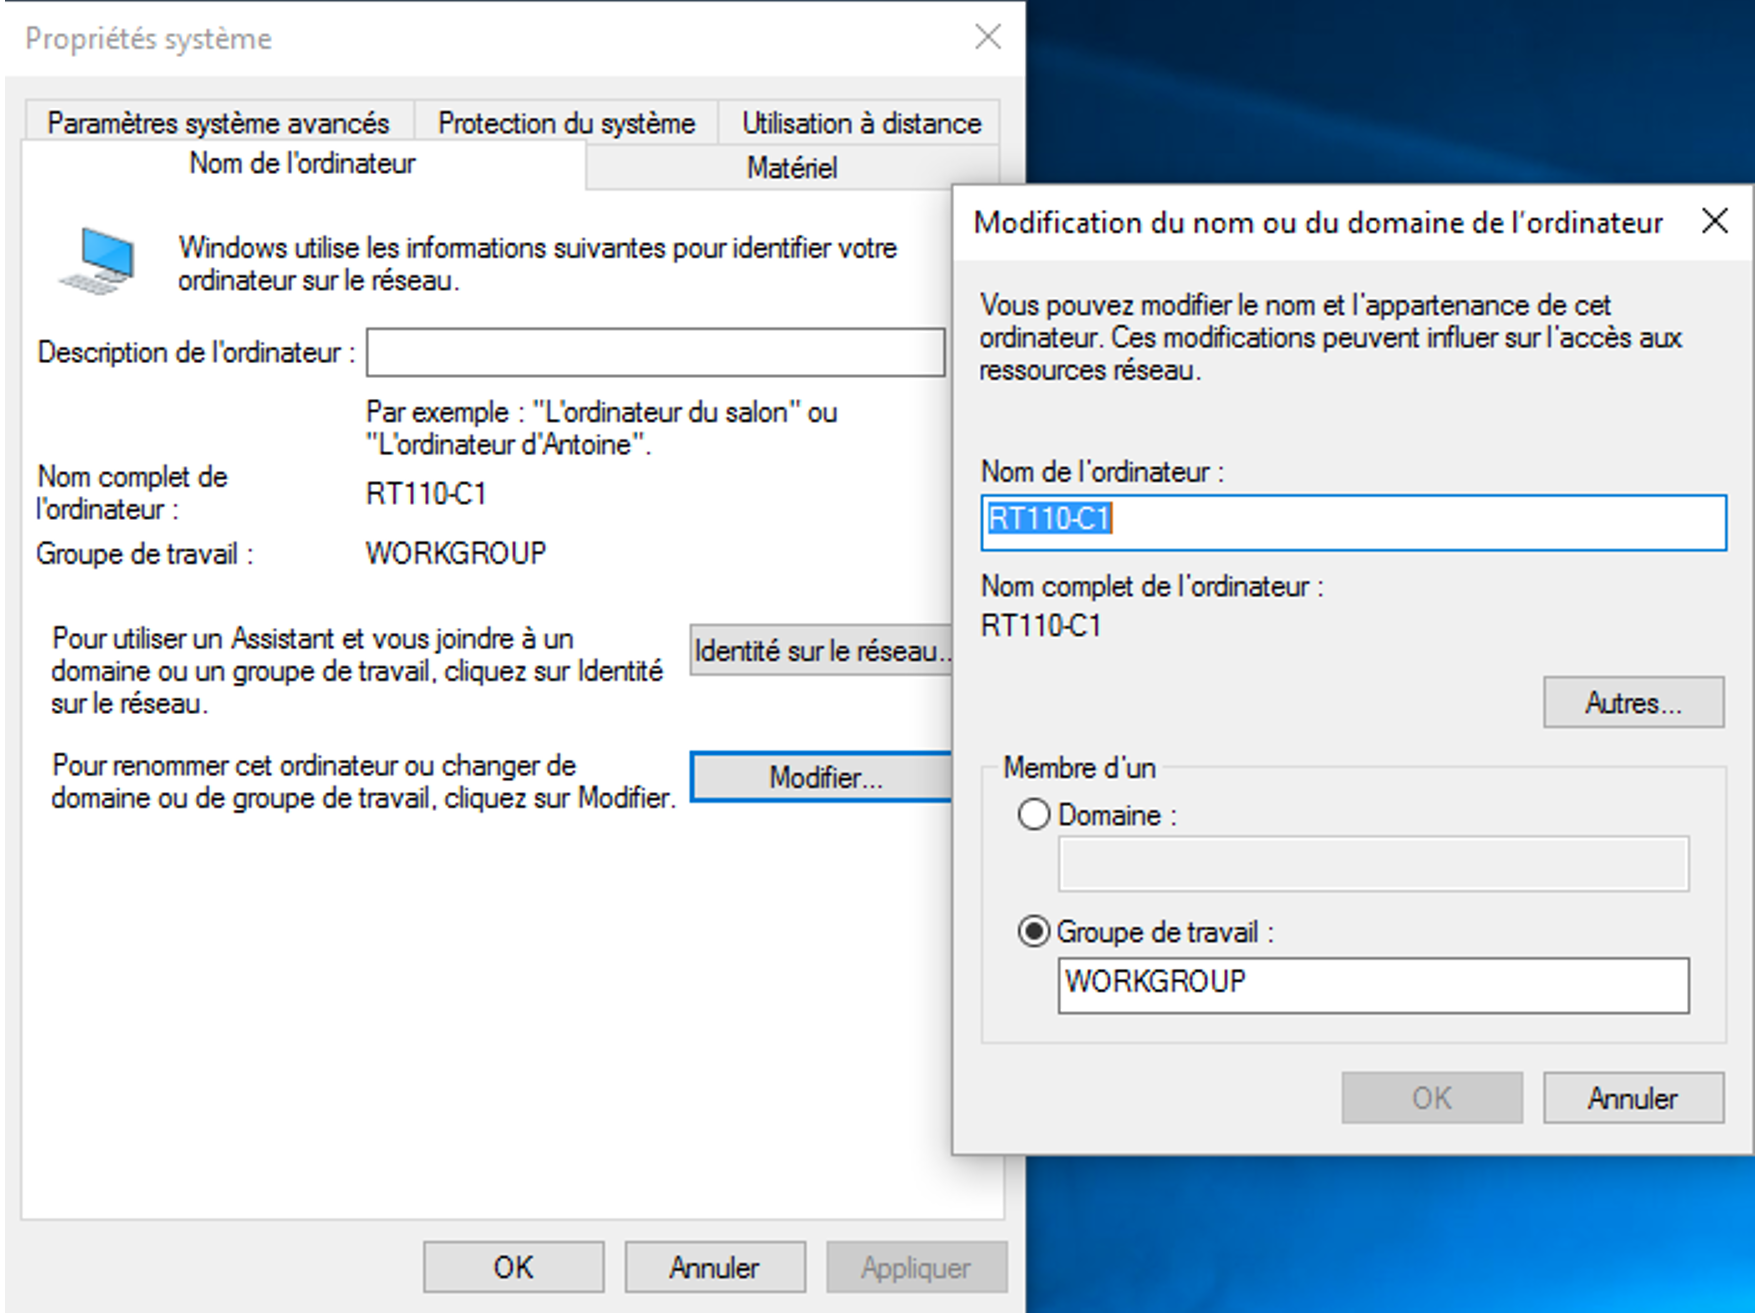 Propriétés système
Paramètres système avancés
Protection du système
Utilisation à distance
Nom de l'ordinateur
Matériel
Windows utilise les informations suivantes pour identifier votre
ordinateur sur le réseau.
Description de l'ordinateur :
Par exemple : "L'ordinateur du salon" ou
"L'ordinateur d'Antoine".
Nom complet de
l'ordinateur :
RT110-C1
Groupe de travail :
WORKGROUP
Pour utiliser un Assistant et vous joindre à un
domaine ou un groupe de travail, cliquez sur Identité
sur le réseau.
Identité sur le réseau...
Pour renommer cet ordinateur ou changer de
domaine ou de groupe de travail, cliquez sur Modifier.
Modifier...
OK
Annuler
Appliquer
Modification du nom ou du domaine de l'ordinateur
Vous pouvez modifier le nom et l'appartenance de cet
ordinateur. Ces modifications peuvent influer sur l'accès aux
ressources réseau.
Nom de l'ordinateur :
RT110-C1
Nom complet de l'ordinateur :
RT110-C1
Autres...
Membre d'un
Domaine :
Groupe de travail :
WORKGROUP
OK
Annuler